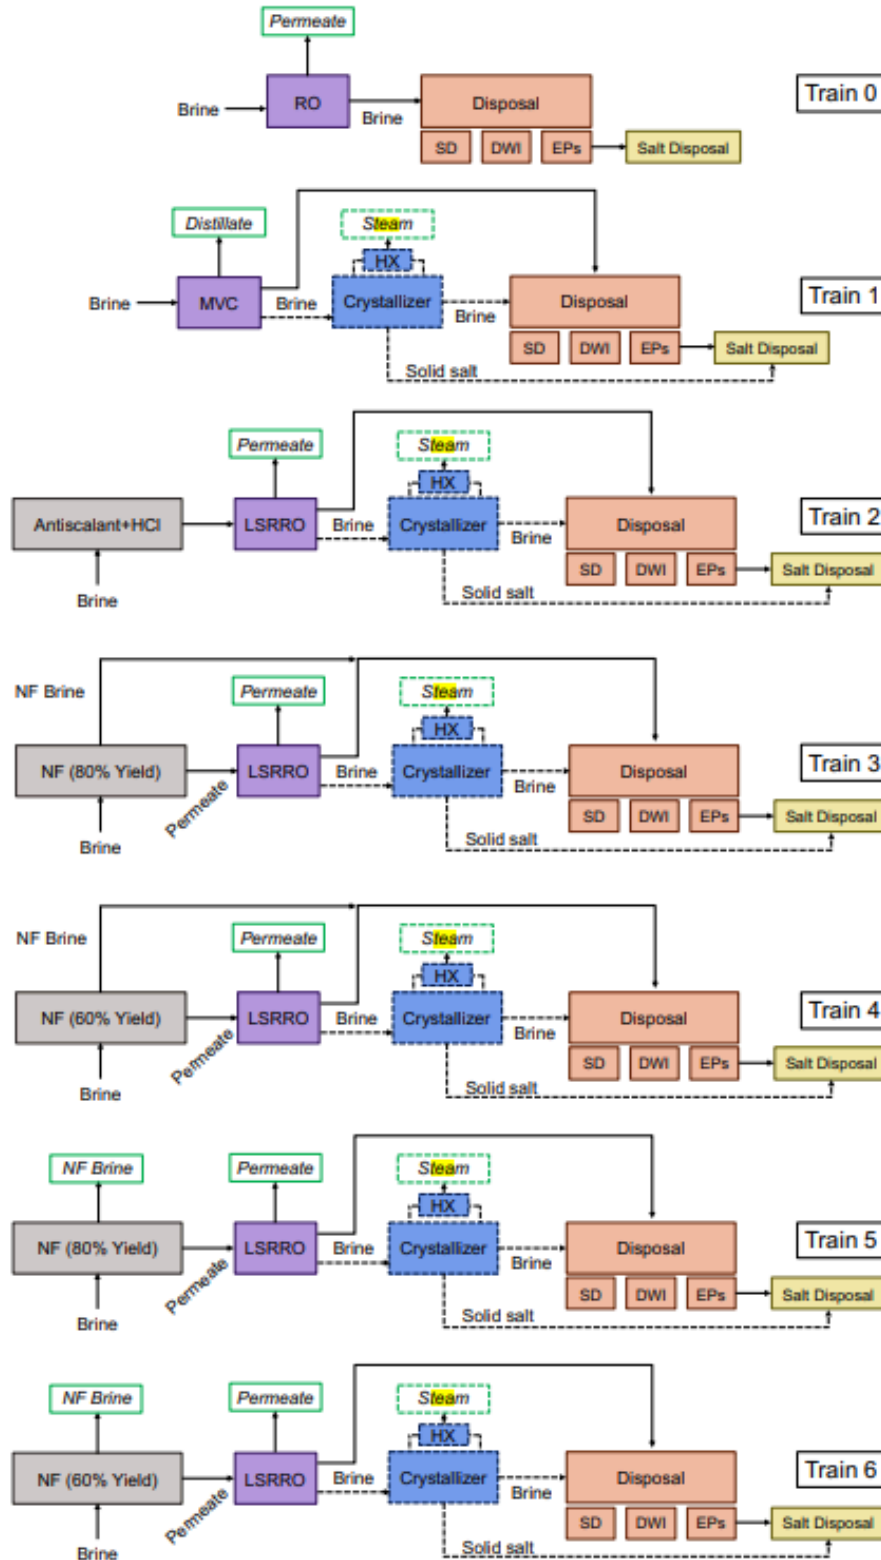 Permeate
Train 0
RO
Disposal
Brine
Brine
SD DWI EPs Salt Disposal
Distillate
Steam
HX
Train 1
Brine
MVC
Brine
Crystallizer
Brine
Disposal
SD DWI EPs Salt Disposal
Solid salt
Permeate
Steam
HX
Train 2
Antiscalant+HCl
LSRRO
Brine
Crystallizer
Brine
Disposal
SD DWI EPs Salt Disposal
Brine
Solid salt
NF Brine
Permeate
Steam
HX
Train 3
NF (80% Yield)
LSRRO
Brine
Crystallizer
Brine
Disposal
Permeate
SD DWI EPs Salt Disposal
Brine
Solid salt
NF Brine
Permeate
Steam
HX
Train 4
NF (60% Yield)
LSRRO
Brine
Crystallizer
Brine
Disposal
Permeate
SD DWI EPs Salt Disposal
Brine
Solid salt
NF Brine
Permeate
Steam
HX
Train 5
NF (80% Yield)
LSRRO
Brine
Crystallizer
Brine
Disposal
Permeate
SD DWI EPs Salt Disposal
Brine
Solid salt
NF Brine
Permeate
Steam
HX
Train 6
NF (60% Yield)
LSRRO
Brine
Crystallizer
Brine
Disposal
Permeate
SD DWI EPs Salt Disposal
Brine
Solid salt